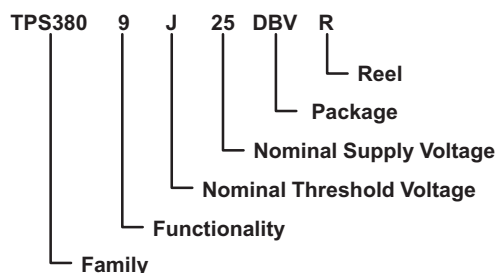 TPS380 9 J 25 DBV R
Reel
Package
Nominal Supply Voltage
Nominal Threshold Voltage
Functionality
Family